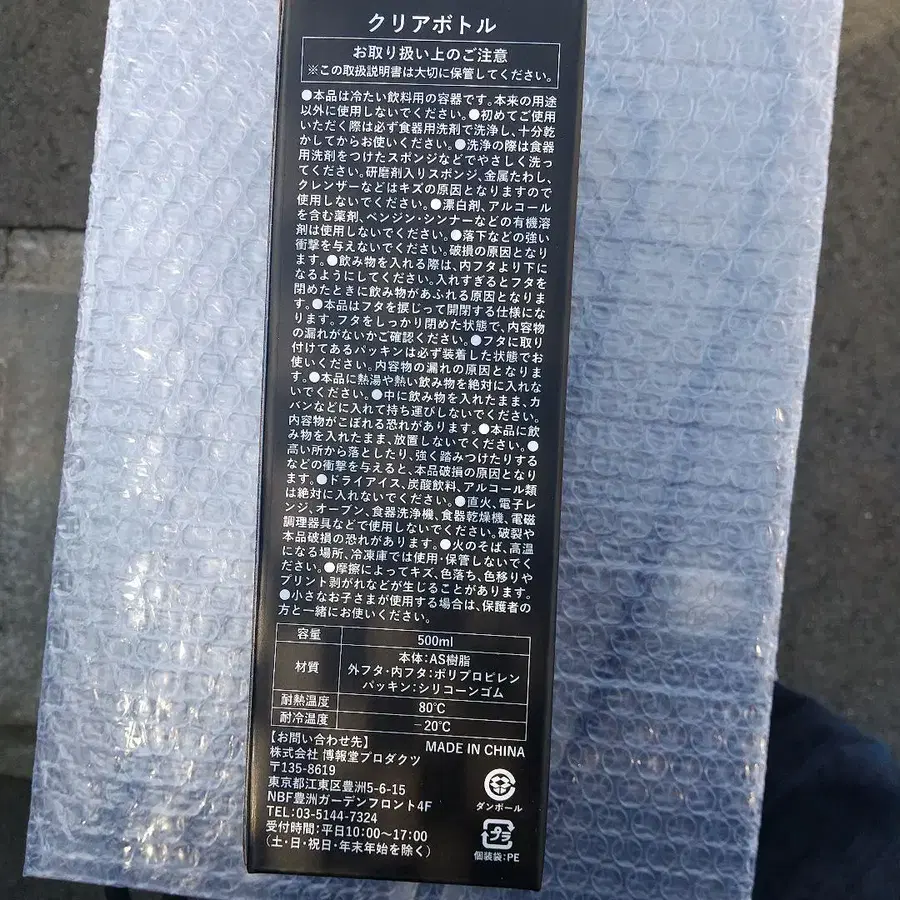 クリアボトル
お取り扱い上のご注意
※この取扱説明書は大切に保管してください。
●本品は冷たい飲料用の容器です。本来の用途
以外に使用しないでください。●初めてご使用
いただく際は必ず食器用洗剤で洗浄し、十分乾
かしてからお使いください。●洗浄の際は食器
用洗剤をつけたスポンジなどでやさしく洗っ
てください。研磨剤入りスポンジ、金属たわし、
クレンザーなどはキズの原因となりますので
使用しないでください。●漂白剤、アルコール
を含む薬剤、ベンジン・シンナーなどの有機溶
剤は使用しないでください。●落下などの強い
衝撃を与えないでください。破損の原因となり
ます。●飲み物を入れる際は、内フタより下に
なるようにしてください。入れすぎるとフタを
閉めたときに飲み物があふれる原因となりま
す。●本品はフタを捩じって開閉する仕様にな
ります。フタをしっかり閉めた状態で、内容物
の漏れがないかご確認ください。●フタに取り
付けてあるパッキンは必ず装着した状態でお
使いください。内容物の漏れの原因となりま
す。●本品に熱湯や熱い飲み物を絶対に入れな
いでください。●中に飲み物を入れたまま、カ
バンなどに入れて持ち運びしないでください。
内容物がこぼれる恐れがあります。●本品に飲
み物を入れたまま、放置しないでください。●
高い所から落としたり、強く踏みつけたりする
などの衝撃を与えると、本品破損の原因となり
ます。●ドライアイス、炭酸飲料、アルコール類
は絶対に入れないでください。●直火、電子レ
ンジ、オーブン、食器洗浄機、食器乾燥機、電磁
調理器具などで使用しないでください。破裂や
本品破損の恐れがあります。●火のそば、高温
になる場所、冷凍庫では使用・保管しないでく
ださい。●摩擦によってキズ、色落ち、色移りや
プリント剥がれなどが生じることがあります。
●小さなお子さまが使用する場合は、保護者の
方と一緒にお使いください。
容量 500ml
材質 本体:AS樹脂
外フタ・内フタ:ポリプロピレン
パッキン:シリコーンゴム
耐熱温度 80℃
耐冷温度 -20℃
【お問い合わせ先】 MADE IN CHINA
株式会社 博報堂プロダクツ
〒135-8619
東京都江東区豊洲5-6-15
NBF豊洲ガーデンフロント4F
TEL:03-5144-7324
受付時間:平日10:00〜17:00
(土・日・祝日・年末年始を除く)
ダンボール
プラ
個装袋:PE